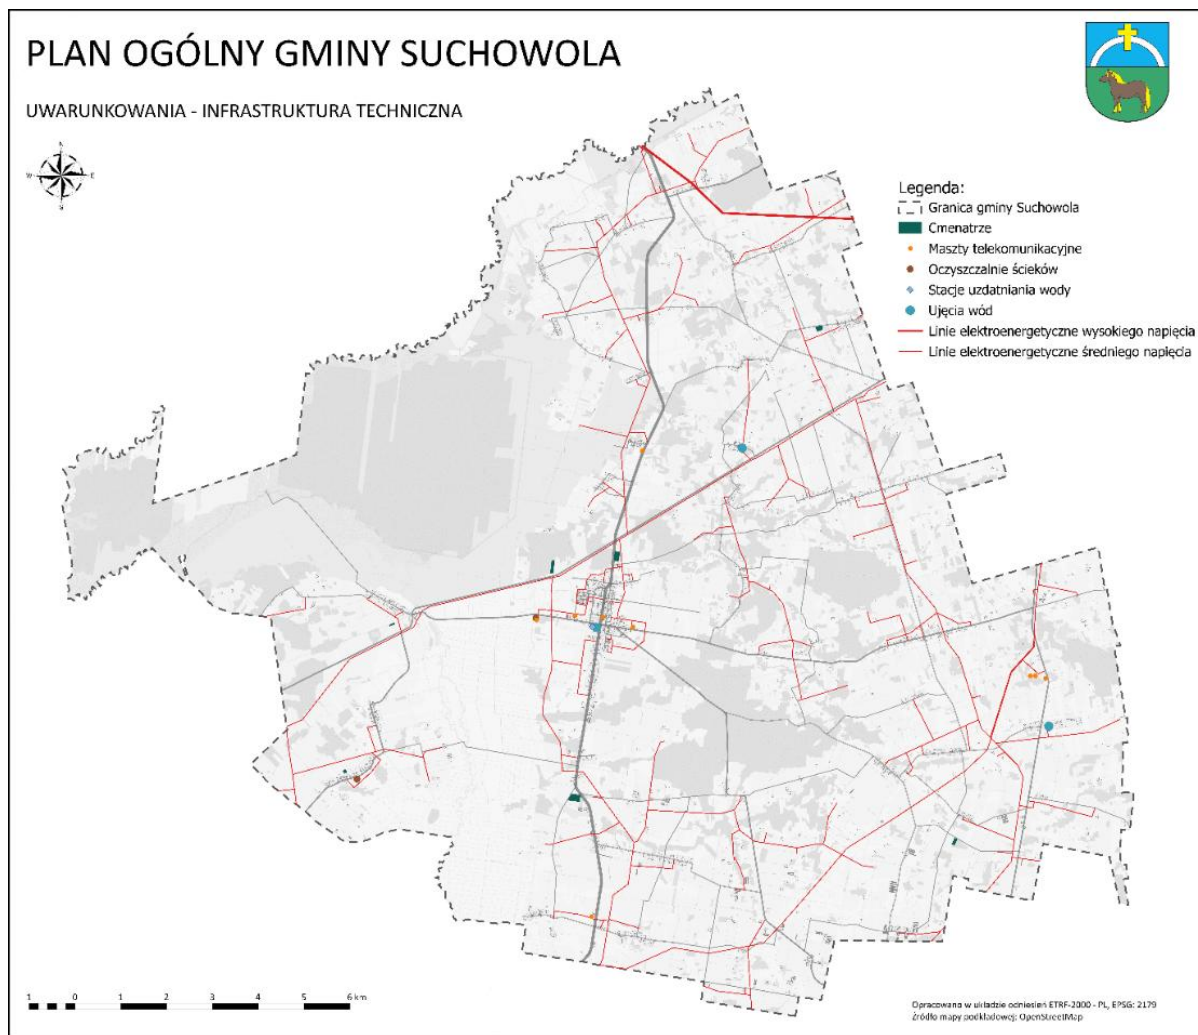 PLAN OGÓLNY GMINY SUCHOWOLA
UWARUNKOWANIA - INFRASTRUKTURA TECHNICZNA
N
W E
S
Legenda:
Granica gminy Suchowola
Cmenatrze
Maszty telekomunikacyjne
Oczyszczalnie ścieków
Stacje uzdatniania wody
Ujęcia wód
Linie elektroenergetyczne wysokiego napięcia
Linie elektroenergetyczne średniego napięcia
1 0 1 2 3 4 5 6 km
Opracowano w układzie odniesień ETRF-2000 - PL, EPSG: 2179
Źródło mapy podkładowej: OpenStreetMap